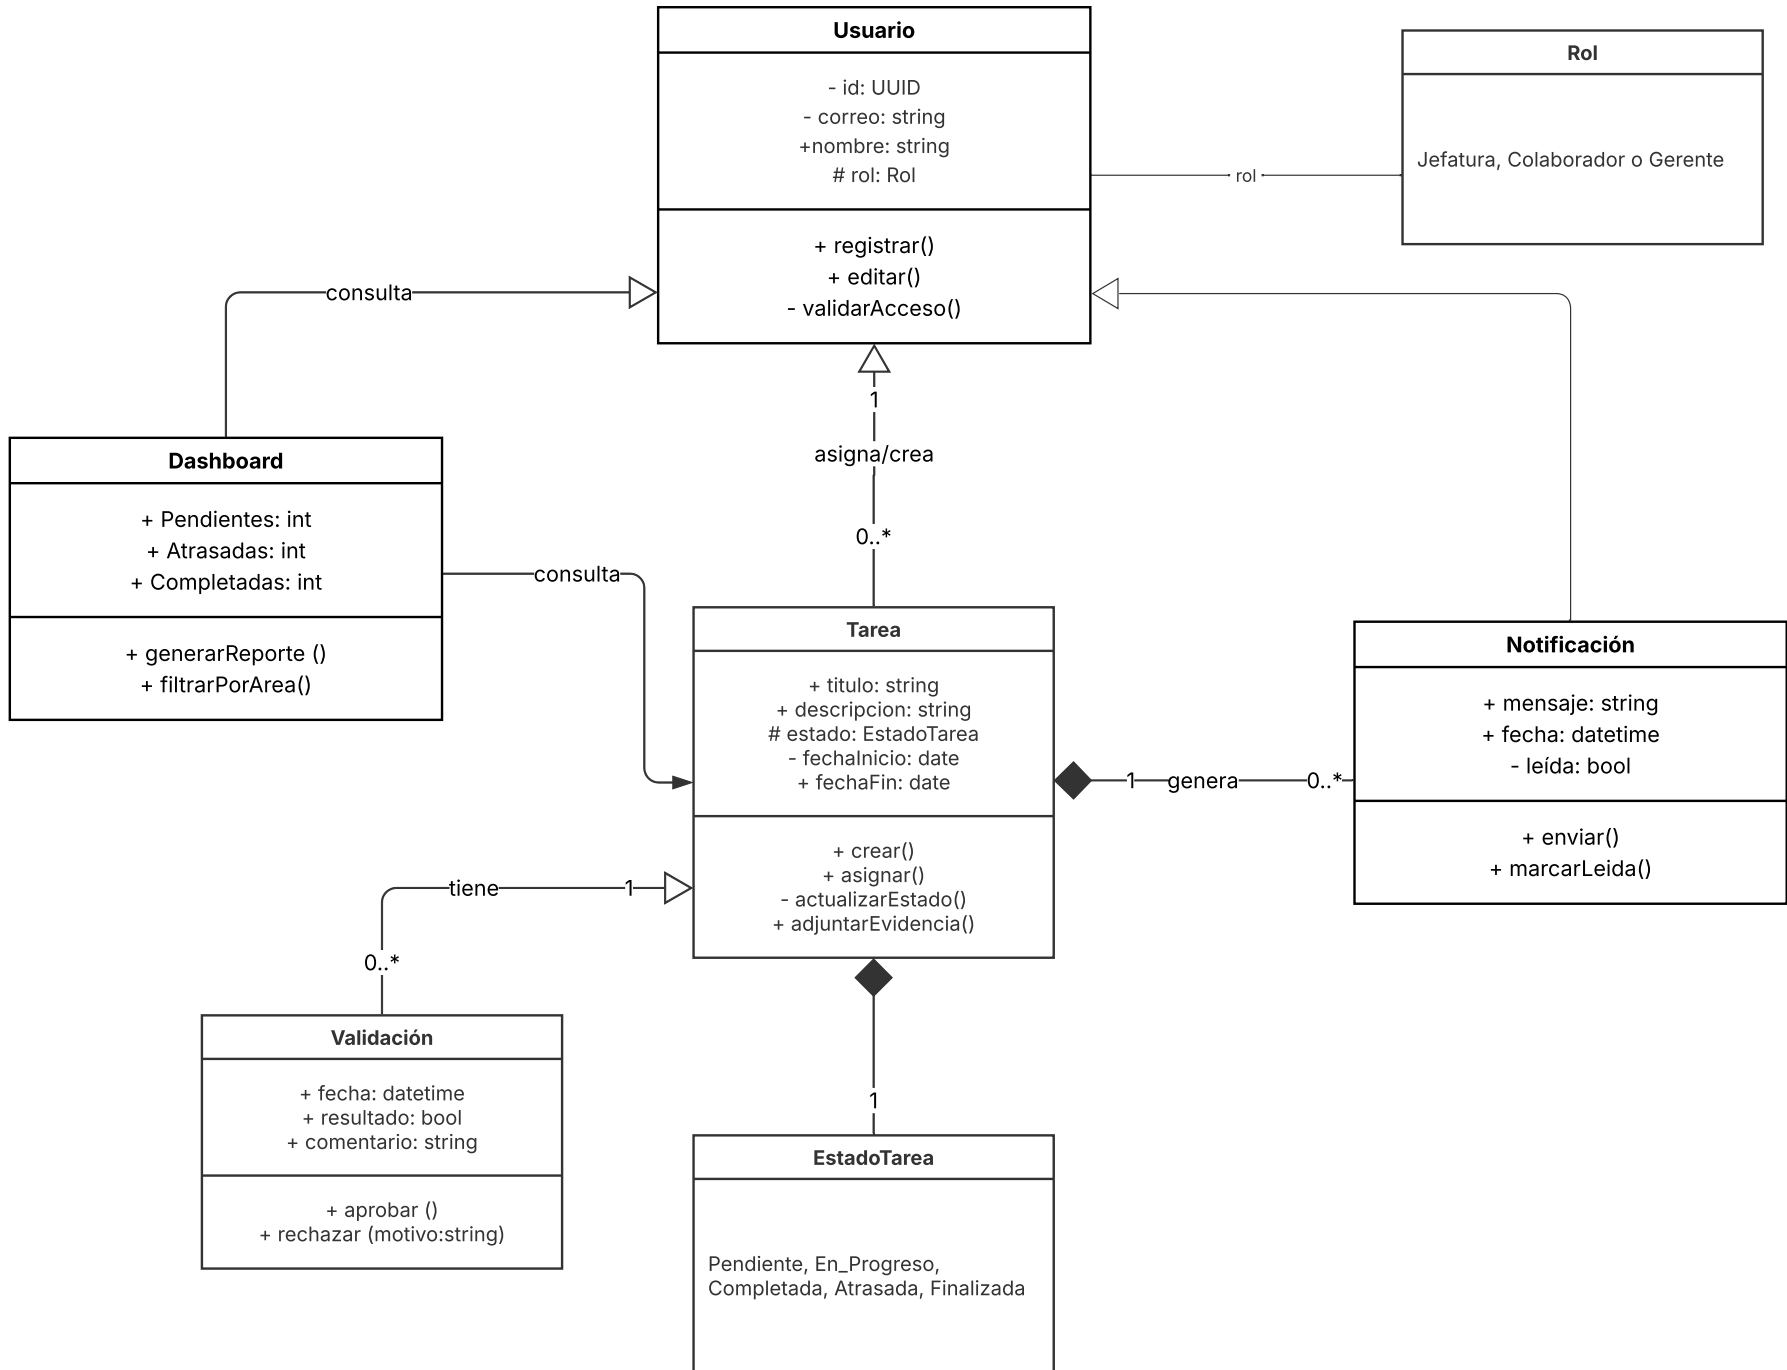 Usuario
- id: UUID
- correo: string
+nombre: string
# rol: Rol
+ registrar()
+ editar()
- validarAcceso()
Rol
Jefatura, Colaborador o Gerente
rol
consulta
1
asigna/crea
0..*
Dashboard
+ Pendientes: int
+ Atrasadas: int
+ Completadas: int
+ generarReporte ()
+ filtrarPorArea()
consulta
Tarea
+ titulo: string
+ descripcion: string
# estado: EstadoTarea
- fechaInicio: date
+ fechaFin: date
+ crear()
+ asignar()
- actualizarEstado()
+ adjuntarEvidencia()
1 genera 0..*
Notificación
+ mensaje: string
+ fecha: datetime
- leída: bool
+ enviar()
+ marcarLeida()
tiene 1
0..*
Validación
+ fecha: datetime
+ resultado: bool
+ comentario: string
+ aprobar ()
+ rechazar (motivo:string)
1
EstadoTarea
Pendiente, En_Progreso,
Completada, Atrasada, Finalizada